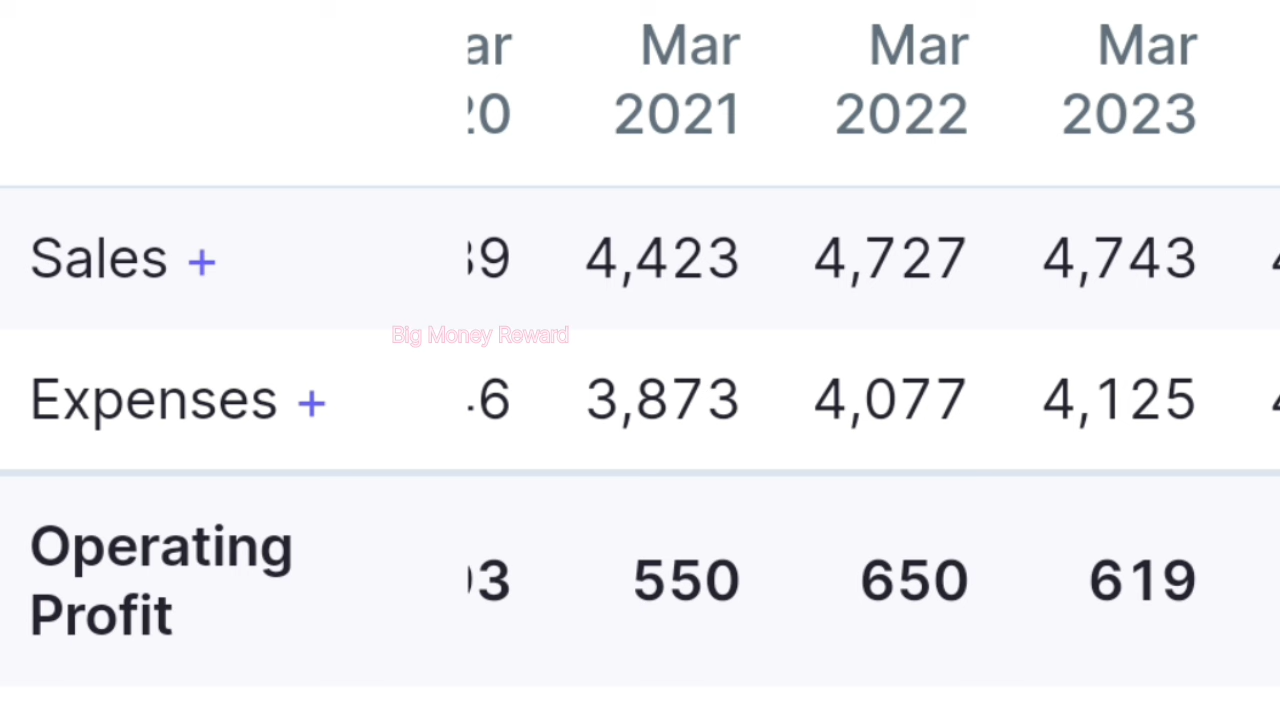 Mar Mar Mar
2021 2022 2023
Sales + 4,423 4,727 4,743
Big Money Reward
Expenses + 3,873 4,077 4,125
Operating
Profit 550 650 619